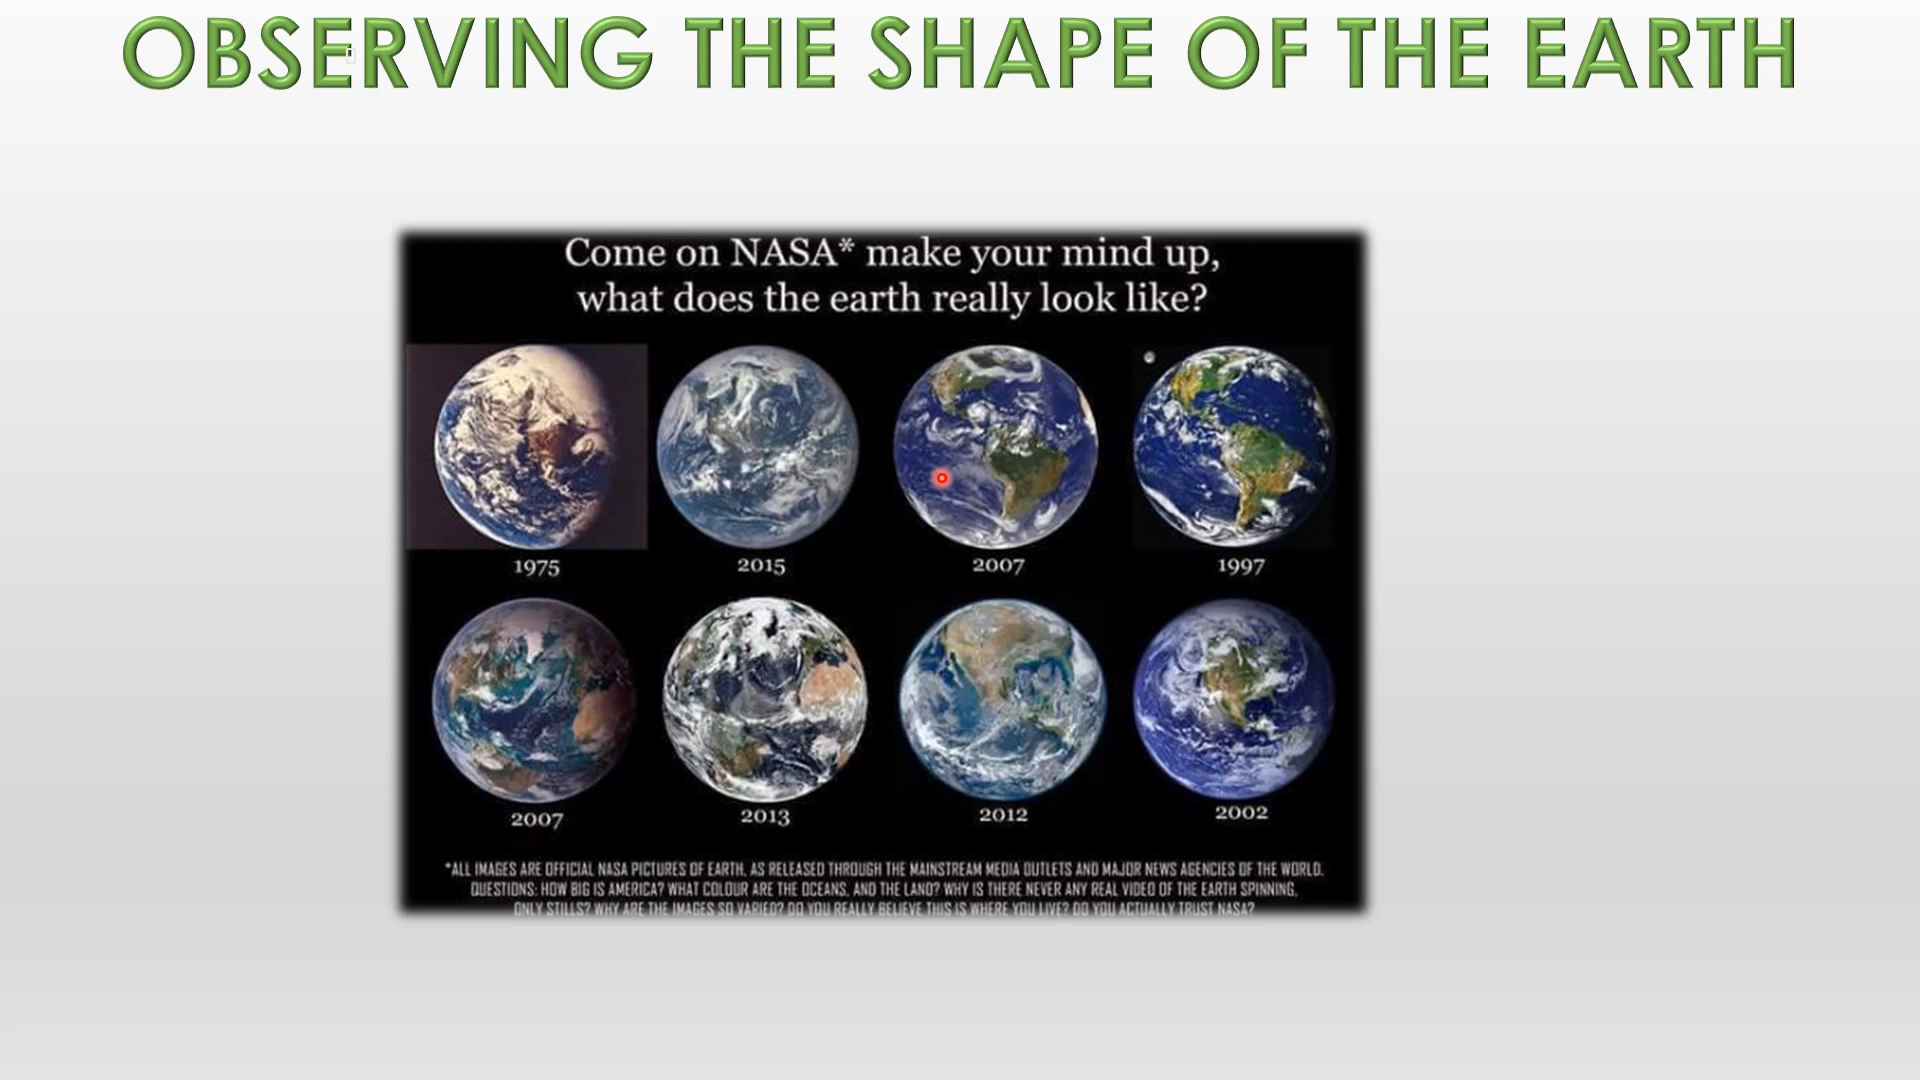 OBSERVING THE SHAPE OF THE EARTH
Come on NASA* make your mind up,
what does the earth really look like?
1975 2015 2007 1997
2007 2013 2012 2002
*ALL IMAGES ARE OFFICIAL NASA PICTURES OF EARTH, AS RELEASED THROUGH THE MAINSTREAM MEDIA OUTLETS AND MAJOR NEWS AGENCIES OF THE WORLD.
QUESTIONS: HOW BIG IS AMERICA? WHAT COLOUR ARE THE OCEANS, AND THE LAND? WHY IS THERE NEVER ANY REAL VIDEO OF THE EARTH SPINNING,
ONLY STILLS? WHY ARE THE IMAGES SO VARIED? DO YOU REALLY BELIEVE THIS IS WHERE YOU LIVE? DO YOU ACTUALLY TRUST NASA?